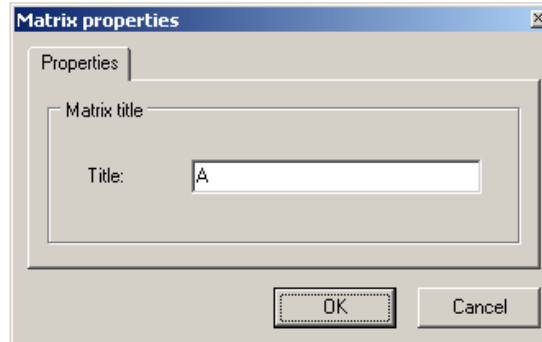 Matrix properties
Properties
Matrix title
Title: A
OK Cancel